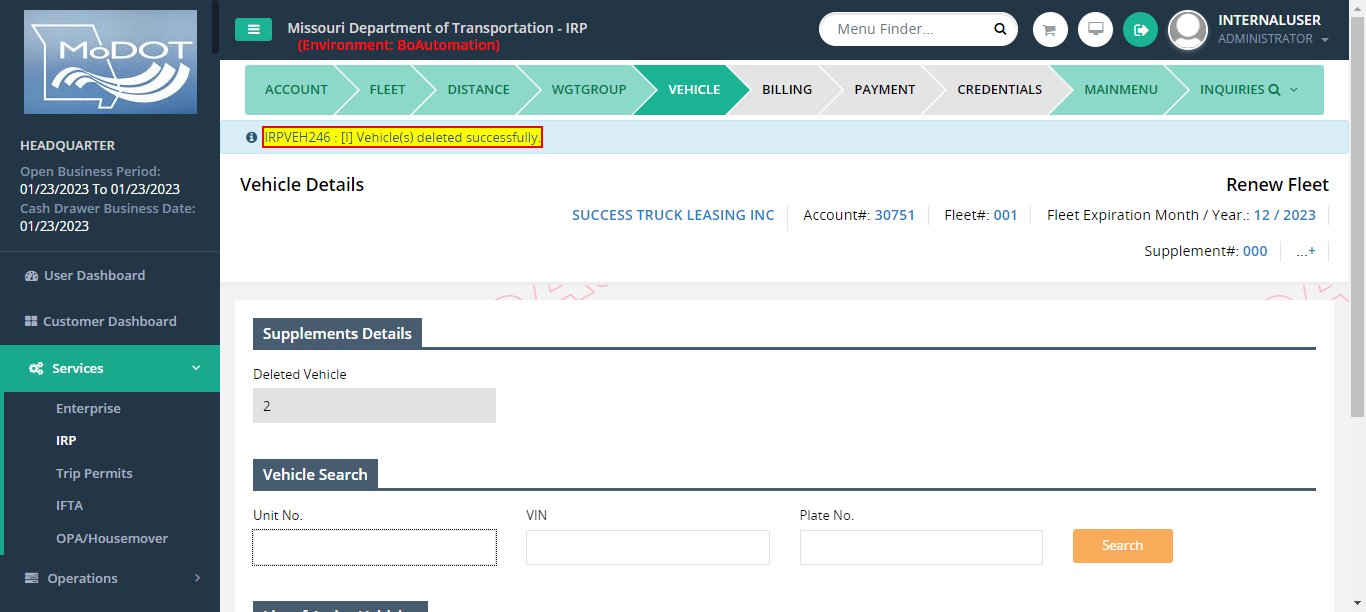 MoDOT
HEADQUARTER
Open Business Period:
01/23/2023 To 01/23/2023
Cash Drawer Business Date:
01/23/2023
User Dashboard
Customer Dashboard
Services
Enterprise
IRP
Trip Permits
IFTA
OPA/Housemover
Operations
Missouri Department of Transportation - IRP
(Environment: BoAutomation)
Menu Finder...
INTERNALUSER
ADMINISTRATOR
ACCOUNT FLEET DISTANCE WGTGROUP VEHICLE BILLING PAYMENT CREDENTIALS MAINMENU INQUIRIES
IRPVEH246 : [I] Vehicle(s) deleted successfully.
Vehicle Details Renew Fleet
SUCCESS TRUCK LEASING INC Account#: 30751 Fleet#: 001 Fleet Expiration Month / Year.: 12 / 2023
Supplement#: 000 ...+
Supplements Details
Deleted Vehicle
2
Vehicle Search
Unit No. VIN Plate No.
Search